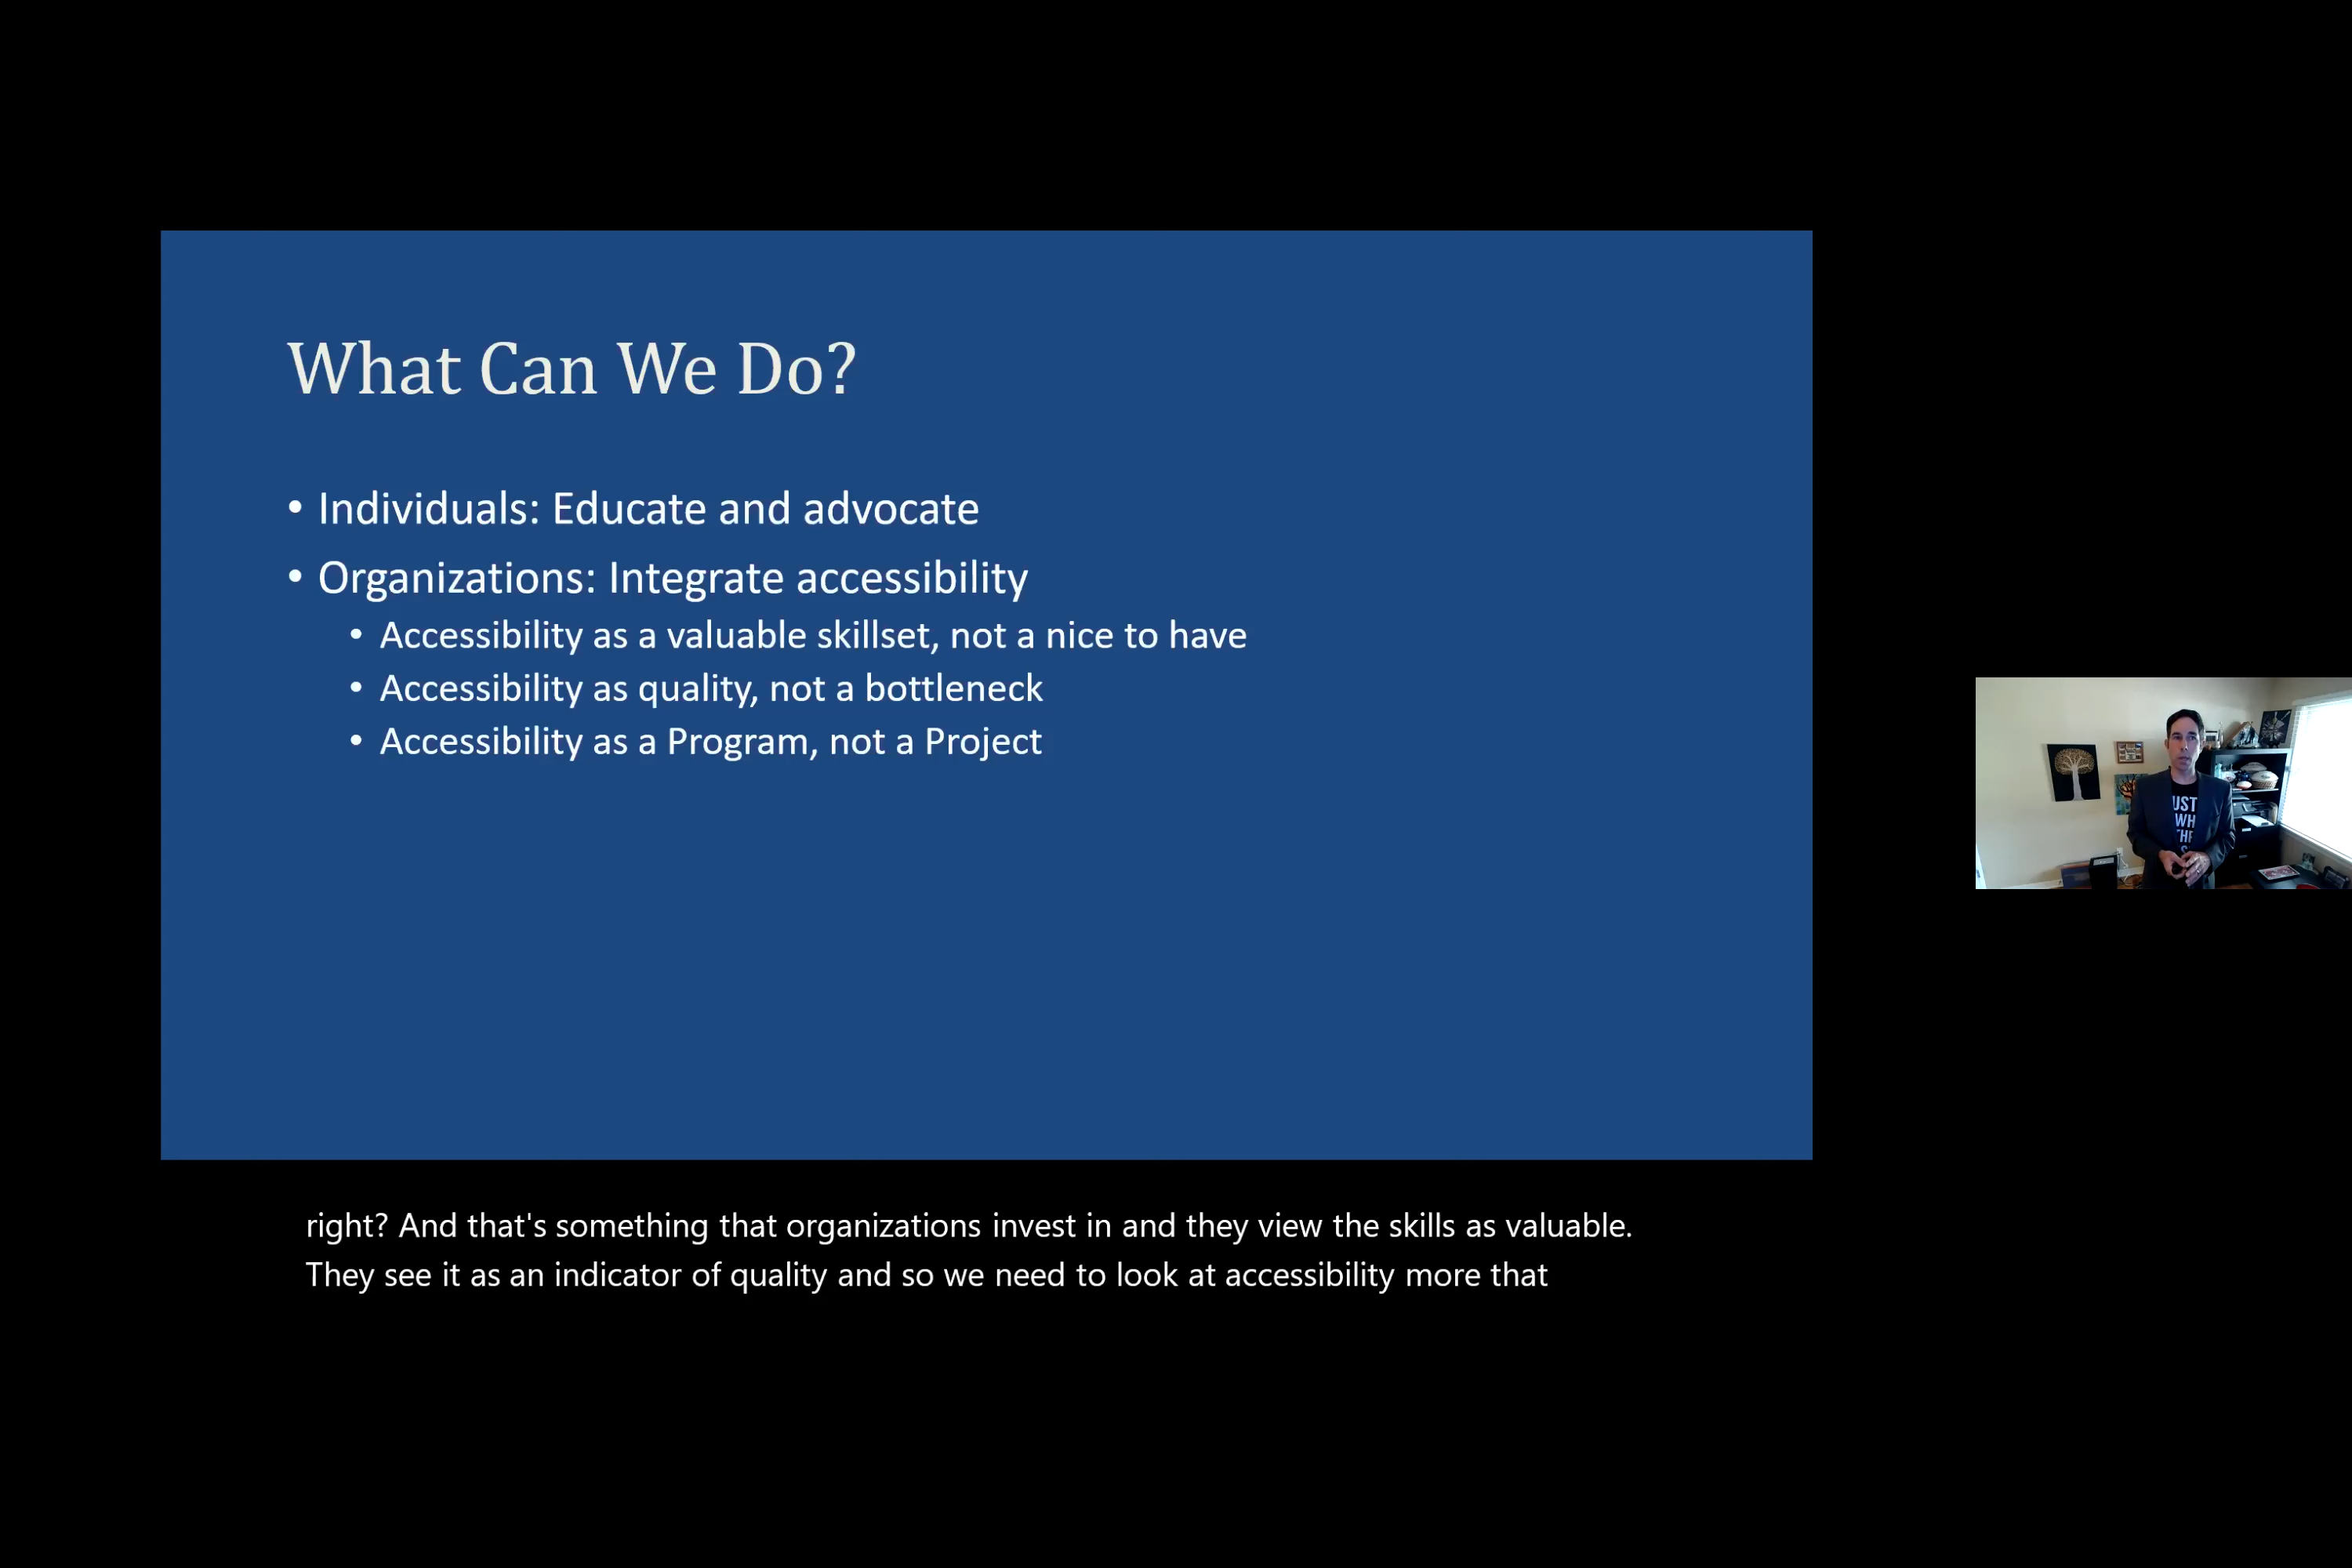 What Can We Do?
• Individuals: Educate and advocate
• Organizations: Integrate accessibility
• Accessibility as a valuable skillset, not a nice to have
• Accessibility as quality, not a bottleneck
• Accessibility as a Program, not a Project
UST
WH
THE
right? And that's something that organizations invest in and they view the skills as valuable.
They see it as an indicator of quality and so we need to look at accessibility more that